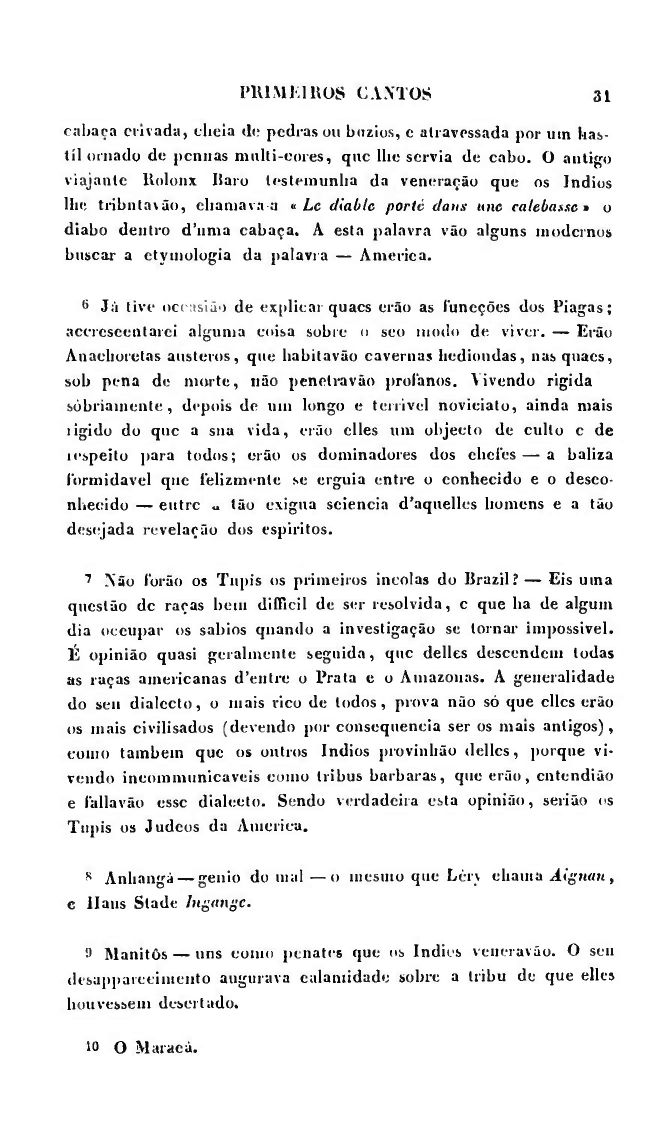 PRIMEIROS CANTOS 31
cabaça crivada, cheia de pedras ou buzios, e atravessada por um has-
til ornado de pennas multi-cores, que lhe servia de cabo. O antigo
viajante Rolonx Baro testemunha da veneração que os Indios
lhe tributavão, chamava-a « Le diable porté dans une calebasse » o
diabo dentro d'uma cabaça. A esta palavra vão alguns modernos
buscar a etymologia da palavra — America.
6 Já tive occasião de explicar quaes erão as funcções dos Piagas;
accrescentarei alguma coisa sobre o seo modo de viver. — Erão
Anachoretas austeros, que habitavão cavernas hediondas, nas quaes,
sob pena de morte, não penetravão profanos. Vivendo rigida
sóbriamente, depois de um longo e terrivel noviciato, ainda mais
rigido do que a sua vida, erão elles um objecto de culto e de
respeito para todos; erão os dominadores dos chefes — a baliza
formidavel que felizmente se erguia entre o conhecido e o desco-
nhecido — entre a tão exigua sciencia d'aquelles homens e a tão
desejada revelação dos espiritos.
7 Não forão os Tupis os primeiros incolas do Brazil? — Eis uma
questão de raças bem difficil de ser resolvida, e que ha de algum
dia occupar os sabios quando a investigação se tornar impossivel.
É opinião quasi geralmente seguida, que delles descendem todas
as raças americanas d'entre o Prata e o Amazonas. A generalidade
do seu dialecto, o mais rico de todos, prova não só que elles erão
os mais civilisados (devendo por consequencia ser os mais antigos),
como tambem que os outros Indios provinhão delles, porque vi-
vendo incommunicaveis como tribus barbaras, que erão, entendião
e fallavão esse dialecto. Sendo verdadeira esta opinião, serião os
Tupis os Judeos da America.
8 Anhangá — genio do mal — o mesmo que Léry chama Aignan,
e Hans Stade Ingange.
9 Manitôs — uns como penates que os Indios veneravão. O seu
desapparecimento augurava calamidade sobre a tribu de que elles
houvessem desertado.
10 O Maracá.